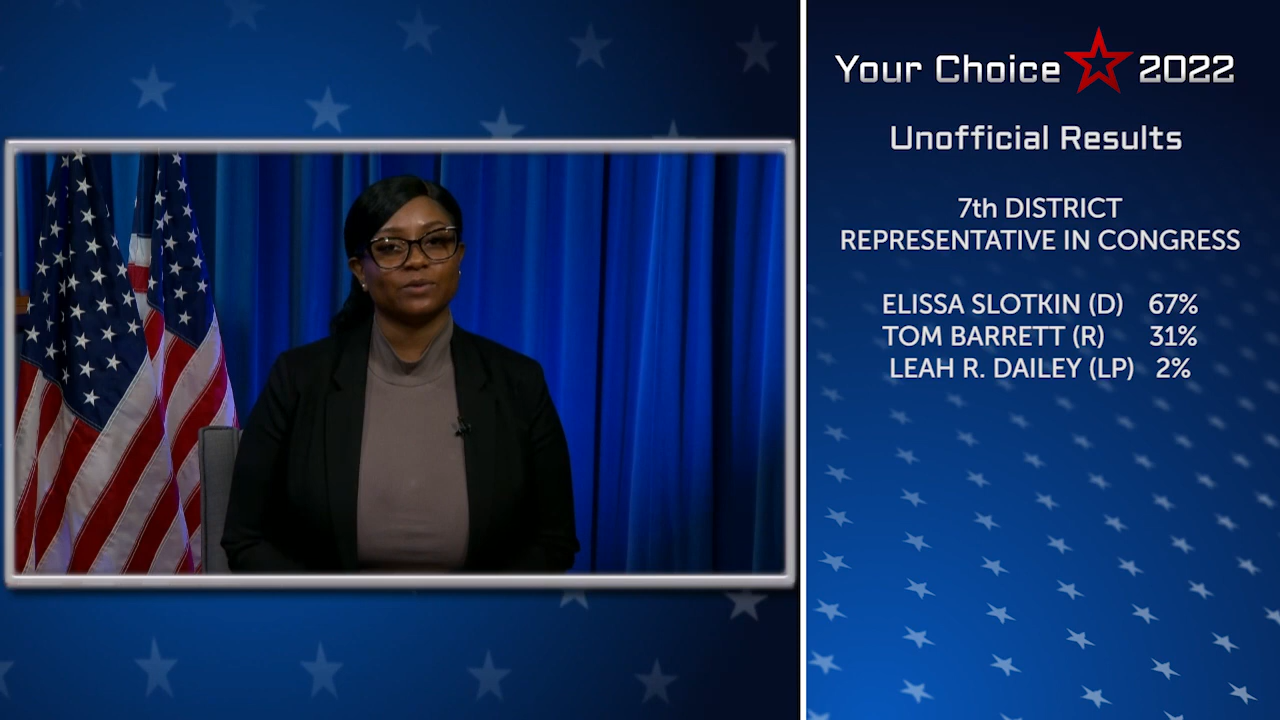 Your Choice 2022
Unofficial Results
7th DISTRICT
REPRESENTATIVE IN CONGRESS
ELISSA SLOTKIN (D) 67%
TOM BARRETT (R) 31%
LEAH R. DAILEY (LP) 2%